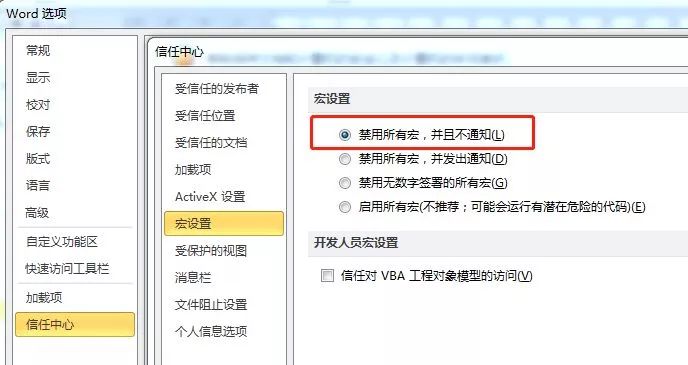 Word 选项
常规
显示
校对
保存
版式
语言
高级
自定义功能区
快速访问工具栏
加载项
信任中心
信任中心
受信任的发布者
受信任位置
受信任的文档
加载项
ActiveX 设置
宏设置
受保护的视图
消息栏
文件阻止设置
个人信息选项
宏设置
禁用所有宏，并且不通知(L)
禁用所有宏，并发出通知(D)
禁用无数字签署的所有宏(G)
启用所有宏(不推荐；可能会运行有潜在危险的代码)(E)
开发人员宏设置
信任对 VBA 工程对象模型的访问(V)